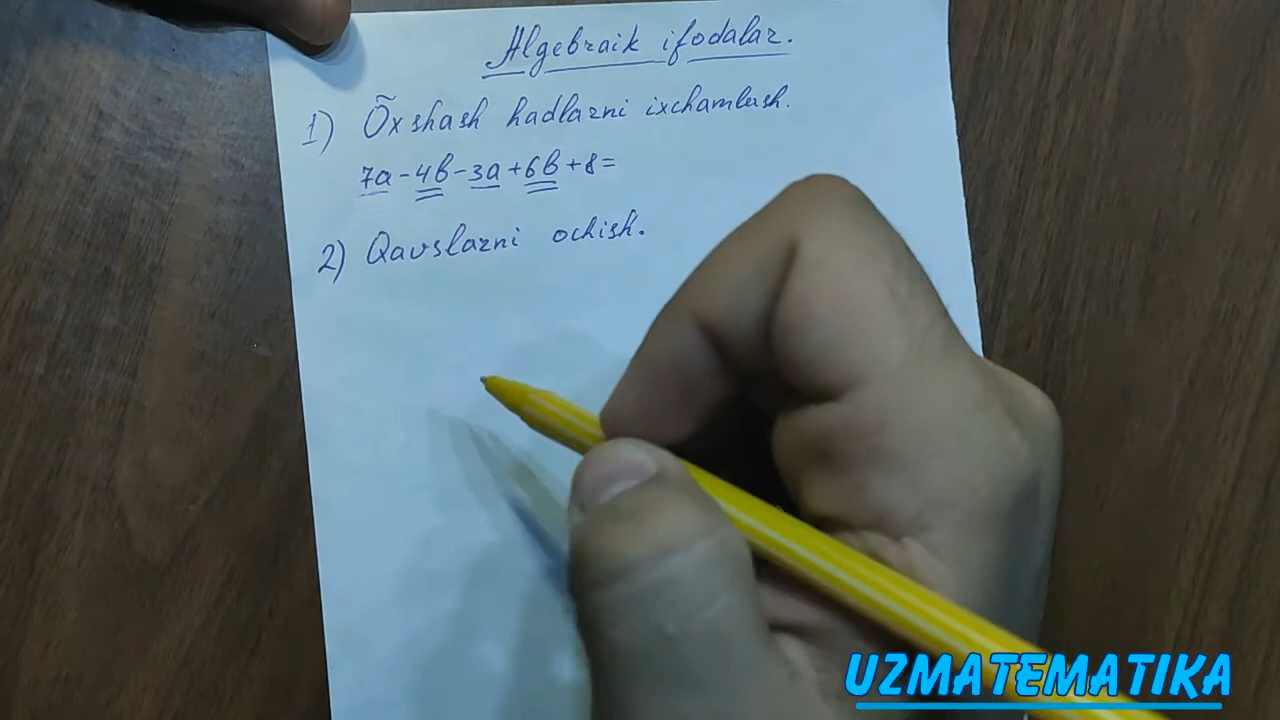 Algebraik ifodalar.
1) Õxshash hadlarni ixchamlash.
7a-4b-3a+6b+8=
2) Qavslarni ochish.
UZMATEMATIKA